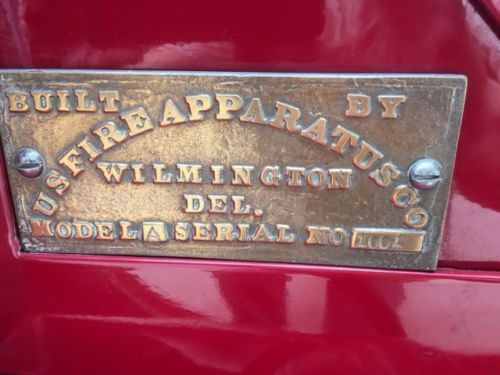 BUILT BY
US FIRE APPARATUS CO
WILMINGTON
DEL.
MODEL A SERIAL NO 1001